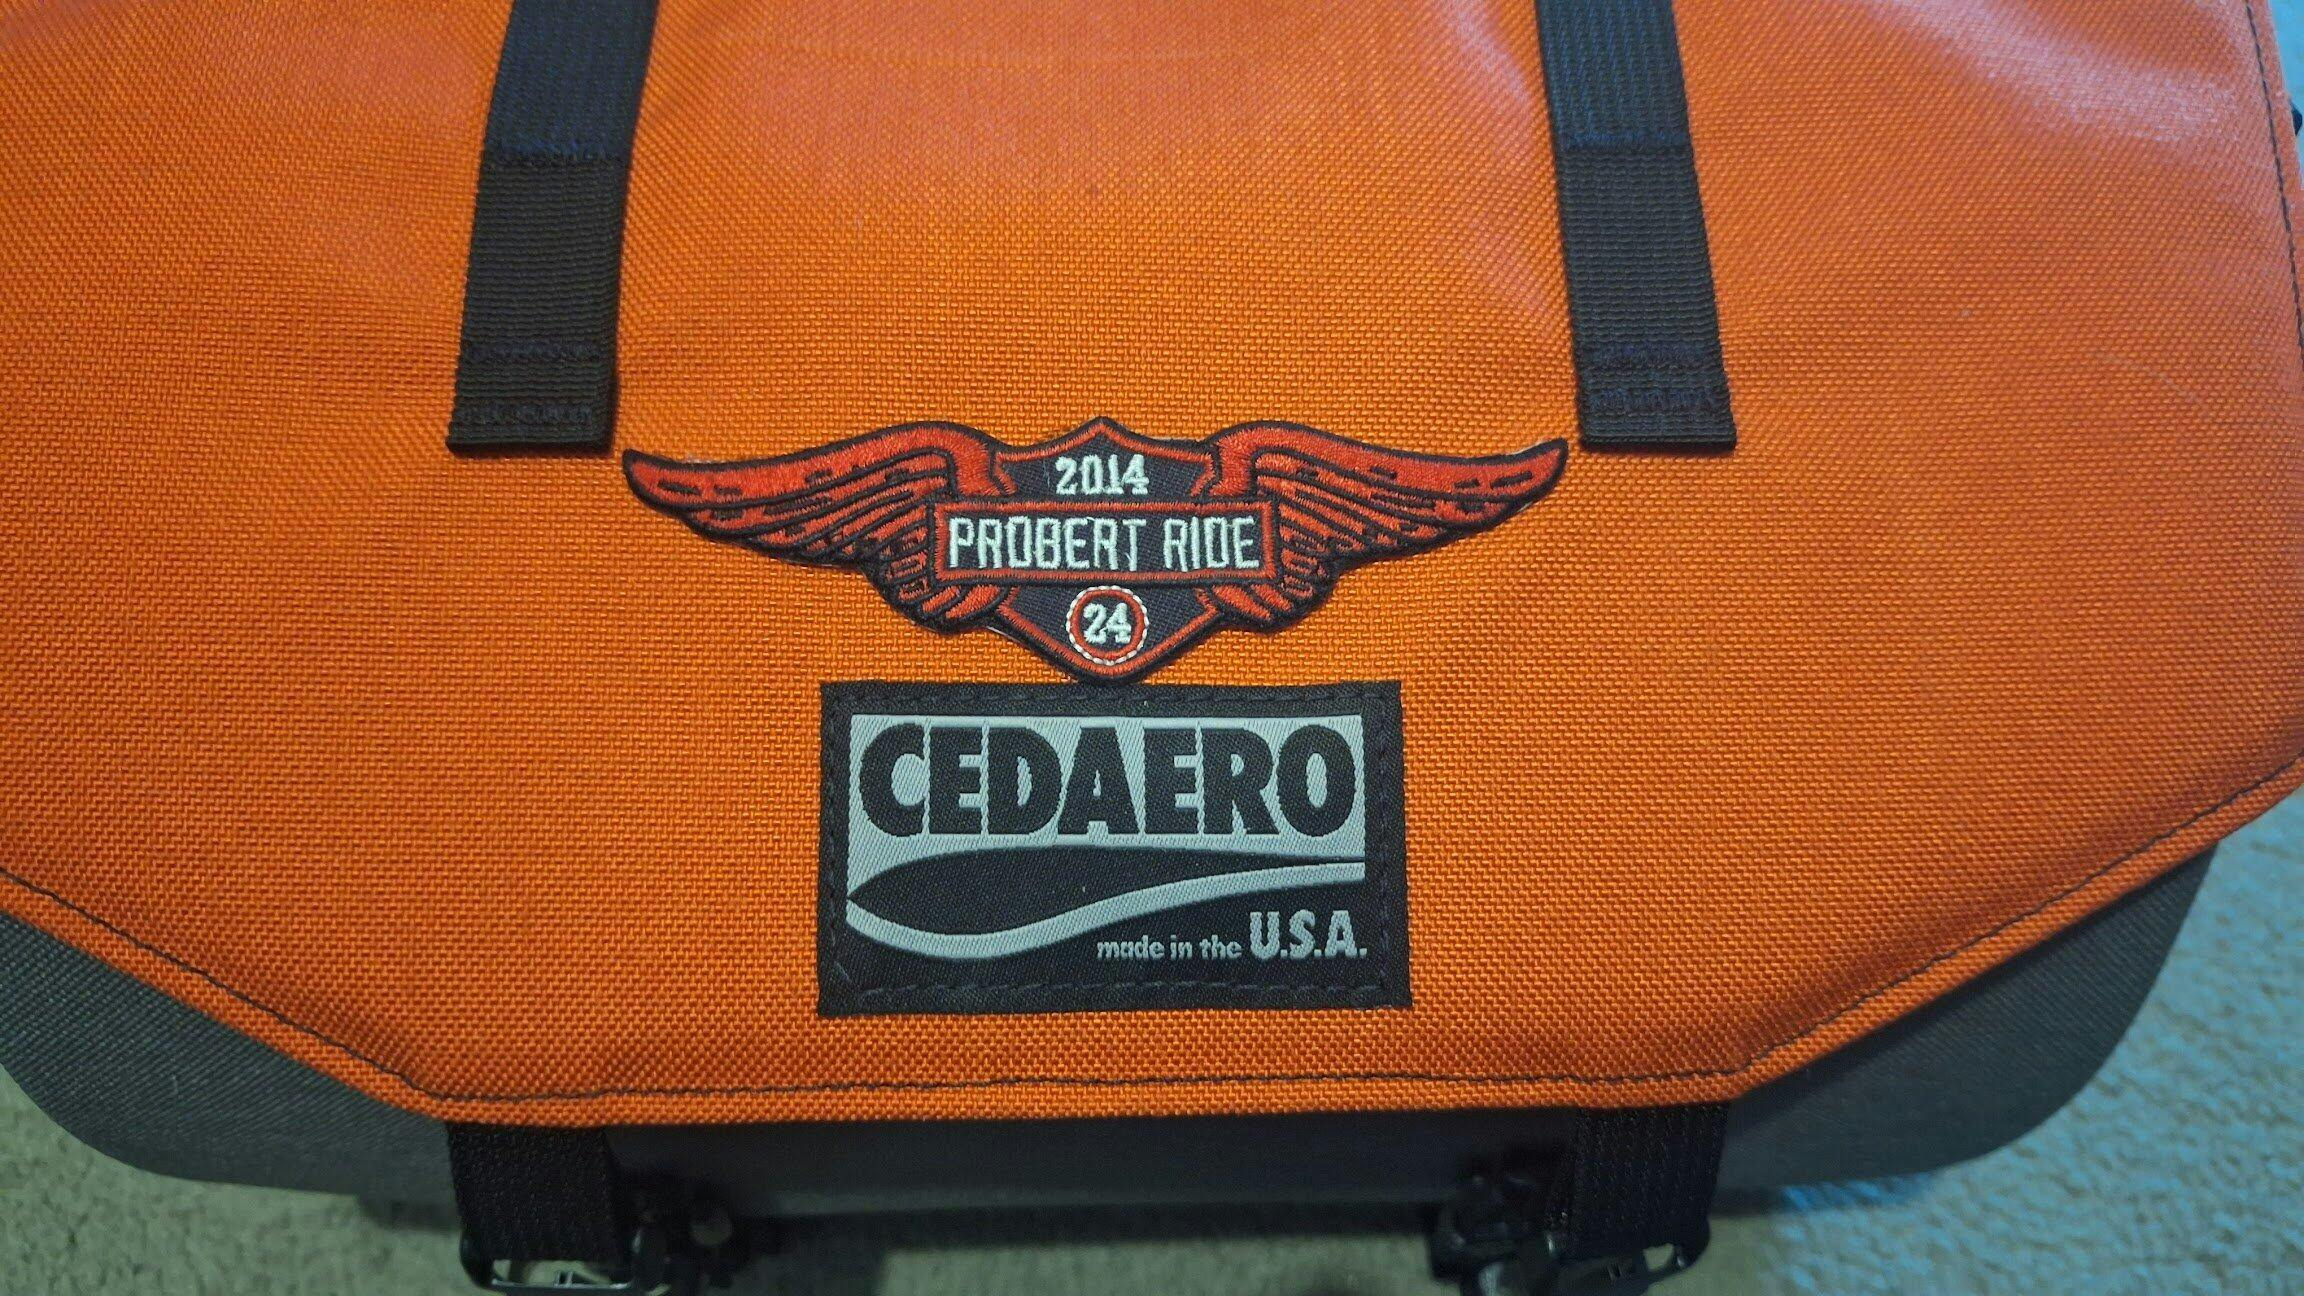 2014
PROBERT RIDE
24
CEDAERO
made in the U.S.A.